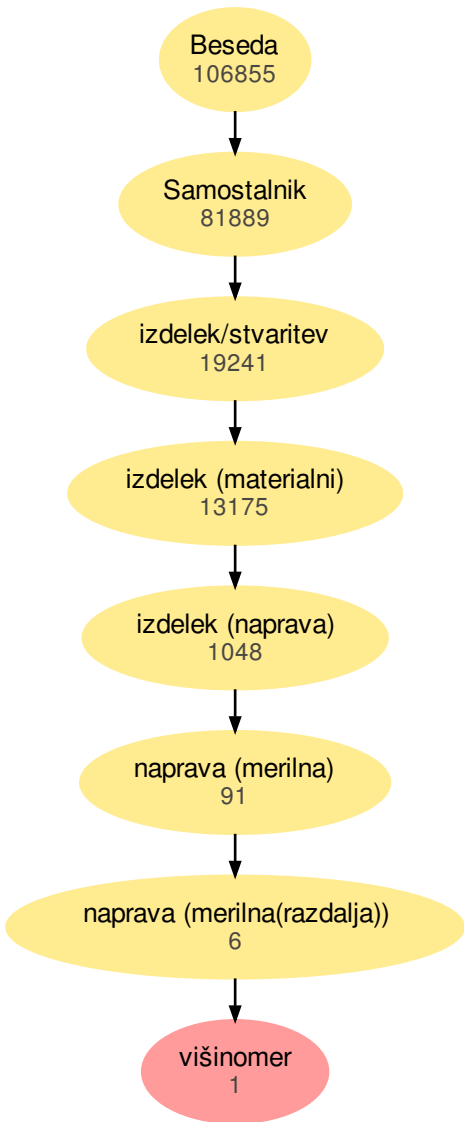 Beseda
106855
Samostalnik
81889
izdelek/stvaritev
19241
izdelek (materialni)
13175
izdelek (naprava)
1048
naprava (merilna)
91
naprava (merilna(razdalja))
6
višinomer
1